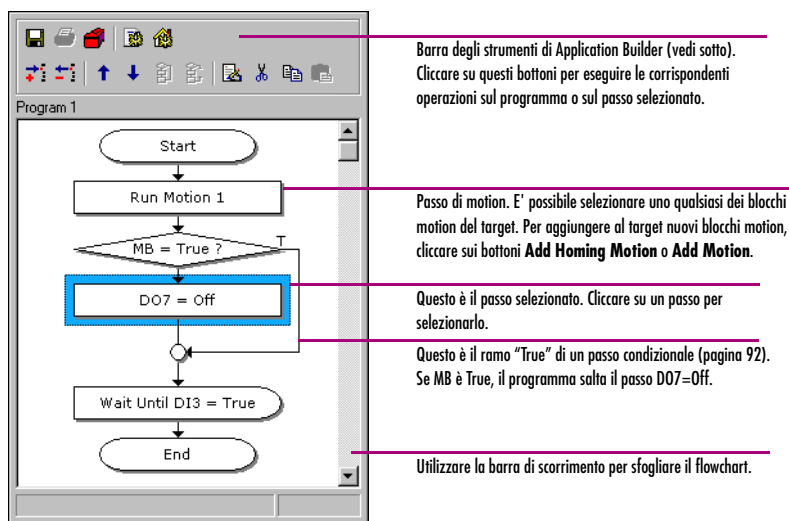 Barra degli strumenti di Application Builder (vedi sotto).
Cliccare su questi bottoni per eseguire le corrispondenti
operazioni sul programma o sul passo selezionato.
Program 1
Start
Run Motion 1
Passo di motion. E' possibile selezionare uno qualsiasi dei blocchi
motion del target. Per aggiungere al target nuovi blocchi motion,
cliccare sui bottoni Add Homing Motion o Add Motion.
MB = True ?
T
DO7 = Off
Questo è il passo selezionato. Cliccare su un passo per
selezionarlo.
Questo è il ramo “True” di un passo condizionale (pagina 92).
Se MB è True, il programma salta il passo DO7=Off.
Wait Until DI3 = True
End
Utilizzare la barra di scorrimento per sfogliare il flowchart.